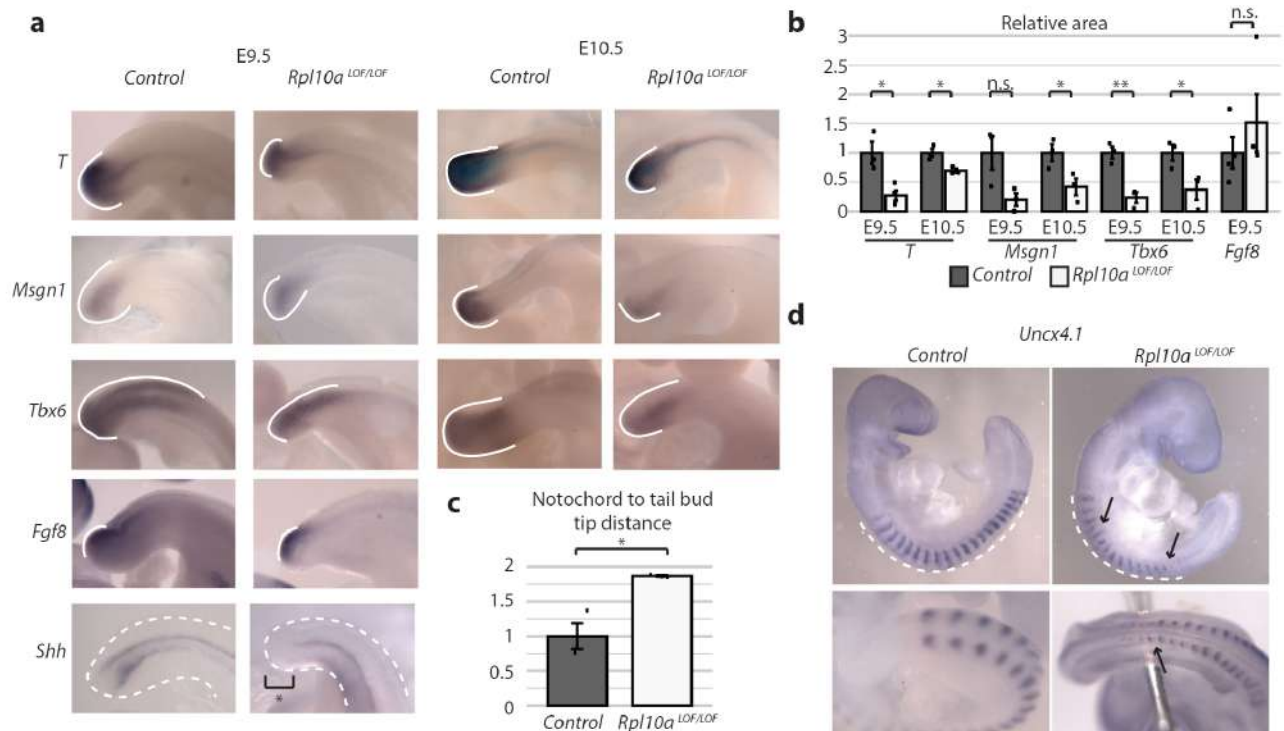 a
E9.5
E10.5
Control Rpl10a LOF/LOF Control Rpl10a LOF/LOF
T
Msgn1
Tbx6
Fgf8
Shh
*
b
Relative area
n.s.
3
2.5
2
1.5
1
0.5
0
* * n.s. * ** *
E9.5 E10.5 E9.5 E10.5 E9.5 E10.5 E9.5
T Msgn1 Tbx6 Fgf8
Control Rpl10a LOF/LOF
c
Notochord to tail bud
tip distance
*
2
1.5
1
0.5
0
Control Rpl10a LOF/LOF
d
Uncx4.1
Control Rpl10a LOF/LOF